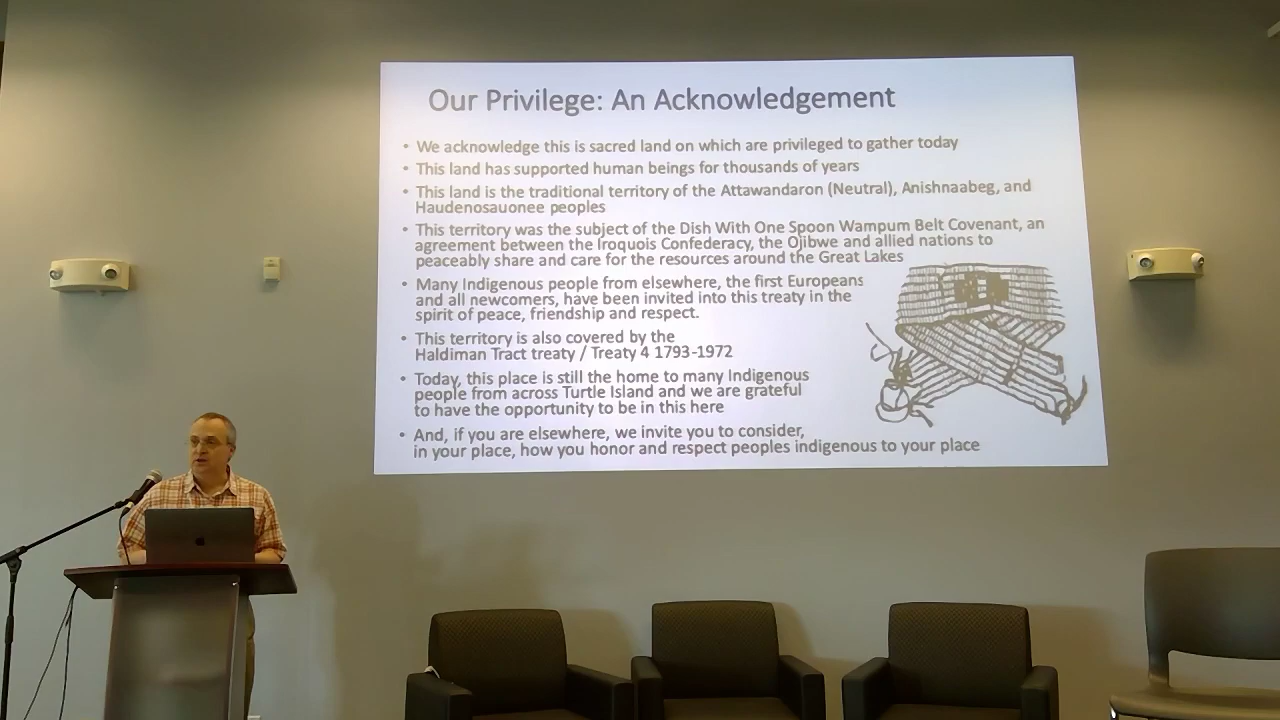 Our Privilege: An Acknowledgement
• We acknowledge this is sacred land on which are privileged to gather today
• This land has supported human beings for thousands of years
• This land is the traditional territory of the Attawandaron (Neutral), Anishnaabeg, and
Haudenosauonee peoples
• This territory was the subject of the Dish With One Spoon Wampum Belt Covenant, an
agreement between the Iroquois Confederacy, the Ojibwe and allied nations to
peaceably share and care for the resources around the Great Lakes
• Many Indigenous people from elsewhere, the first Europeans
and all newcomers, have been invited into this treaty in the
spirit of peace, friendship and respect.
• This territory is also covered by the
Haldiman Tract treaty / Treaty 4 1793-1972
• Today, this place is still the home to many Indigenous
people from across Turtle Island and we are grateful
to have the opportunity to be in this here
• And, if you are elsewhere, we invite you to consider,
in your place, how you honor and respect peoples indigenous to your place